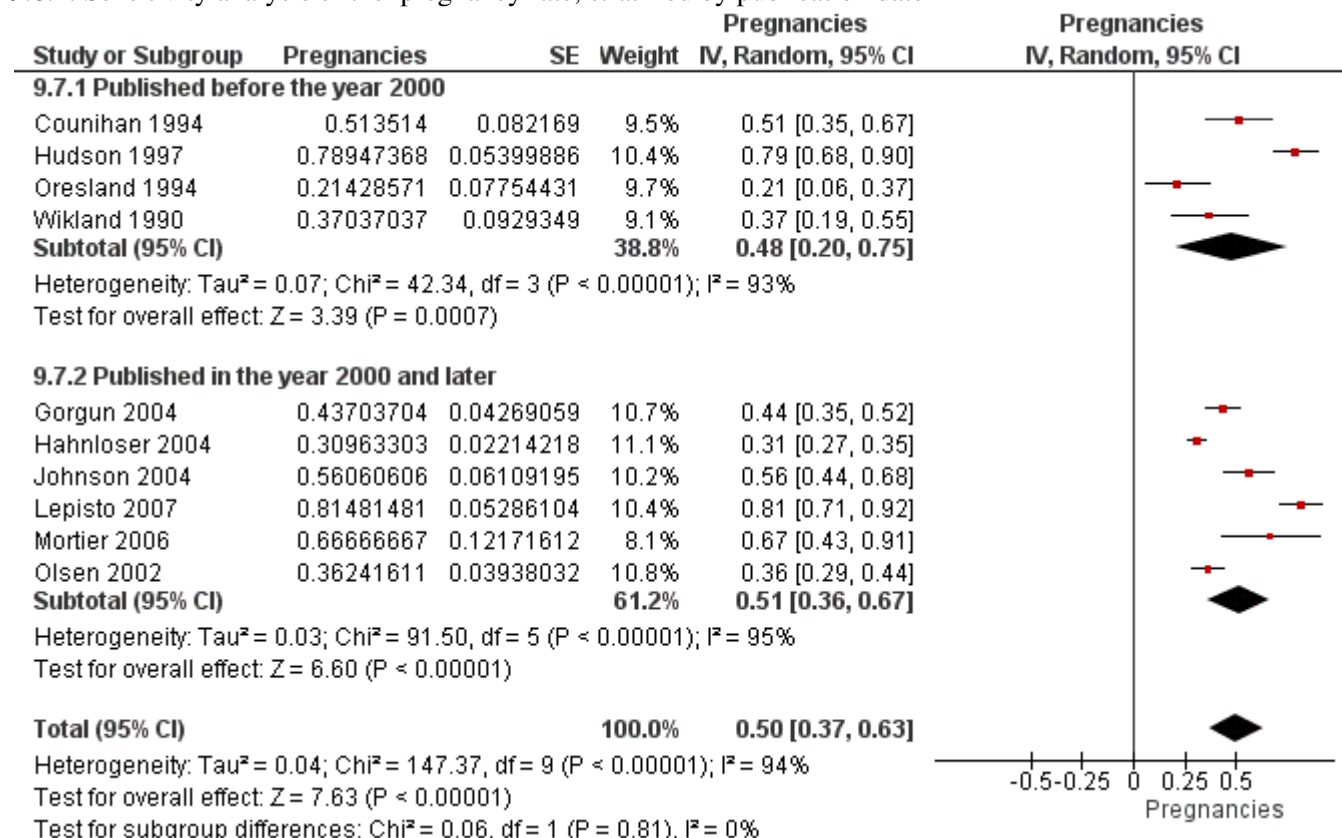 Pregnancies Pregnancies
Study or Subgroup Pregnancies SE Weight IV, Random, 95% CI IV, Random, 95% CI
9.7.1 Published before the year 2000
Counihan 1994 0.513514 0.082169 9.5% 0.51 [0.35, 0.67]
Hudson 1997 0.78947368 0.05399886 10.4% 0.79 [0.68, 0.90]
Oresland 1994 0.21428571 0.07754431 9.7% 0.21 [0.06, 0.37]
Wikland 1990 0.37037037 0.0929349 9.1% 0.37 [0.19, 0.55]
Subtotal (95% CI) 38.8% 0.48 [0.20, 0.75]
Heterogeneity: Tau² = 0.07; Chi² = 42.34, df = 3 (P < 0.00001); I² = 93%
Test for overall effect: Z = 3.39 (P = 0.0007)
9.7.2 Published in the year 2000 and later
Gorgun 2004 0.43703704 0.04269059 10.7% 0.44 [0.35, 0.52]
Hahnloser 2004 0.30963303 0.02214218 11.1% 0.31 [0.27, 0.35]
Johnson 2004 0.56060606 0.06109195 10.2% 0.56 [0.44, 0.68]
Lepisto 2007 0.81481481 0.05286104 10.4% 0.81 [0.71, 0.92]
Mortier 2006 0.66666667 0.12171612 8.1% 0.67 [0.43, 0.91]
Olsen 2002 0.36241611 0.03938032 10.8% 0.36 [0.29, 0.44]
Subtotal (95% CI) 61.2% 0.51 [0.36, 0.67]
Heterogeneity: Tau² = 0.03; Chi² = 91.50, df = 5 (P < 0.00001); I² = 95%
Test for overall effect: Z = 6.60 (P < 0.00001)
Total (95% CI) 100.0% 0.50 [0.37, 0.63]
Heterogeneity: Tau² = 0.04; Chi² = 147.37, df = 9 (P < 0.00001); I² = 94%
Test for overall effect: Z = 7.63 (P < 0.00001)
Test for subgroup differences: Chi² = 0.06, df = 1 (P = 0.81), I² = 0%
-0.5 -0.25 0 0.25 0.5
Pregnancies